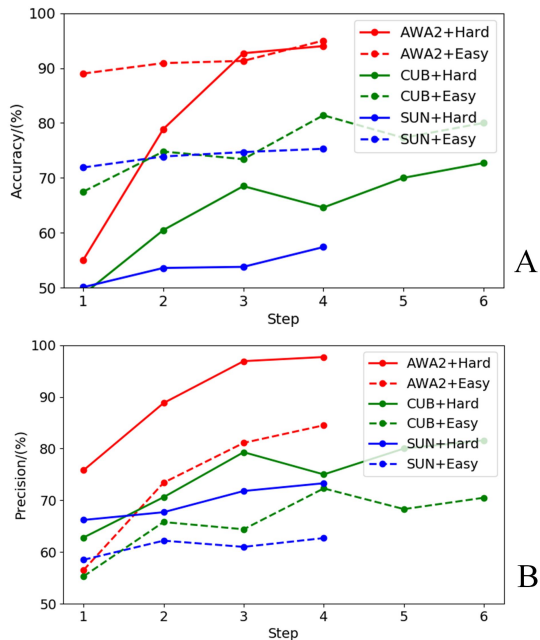 100
90
80
70
60
50
Accuracy/(%)
1 2 3 4 5 6
Step
AWA2+Hard
AWA2+Easy
CUB+Hard
CUB+Easy
SUN+Hard
SUN+Easy
A
100
90
80
70
60
50
Precision/(%)
1 2 3 4 5 6
Step
AWA2+Hard
AWA2+Easy
CUB+Hard
CUB+Easy
SUN+Hard
SUN+Easy
B